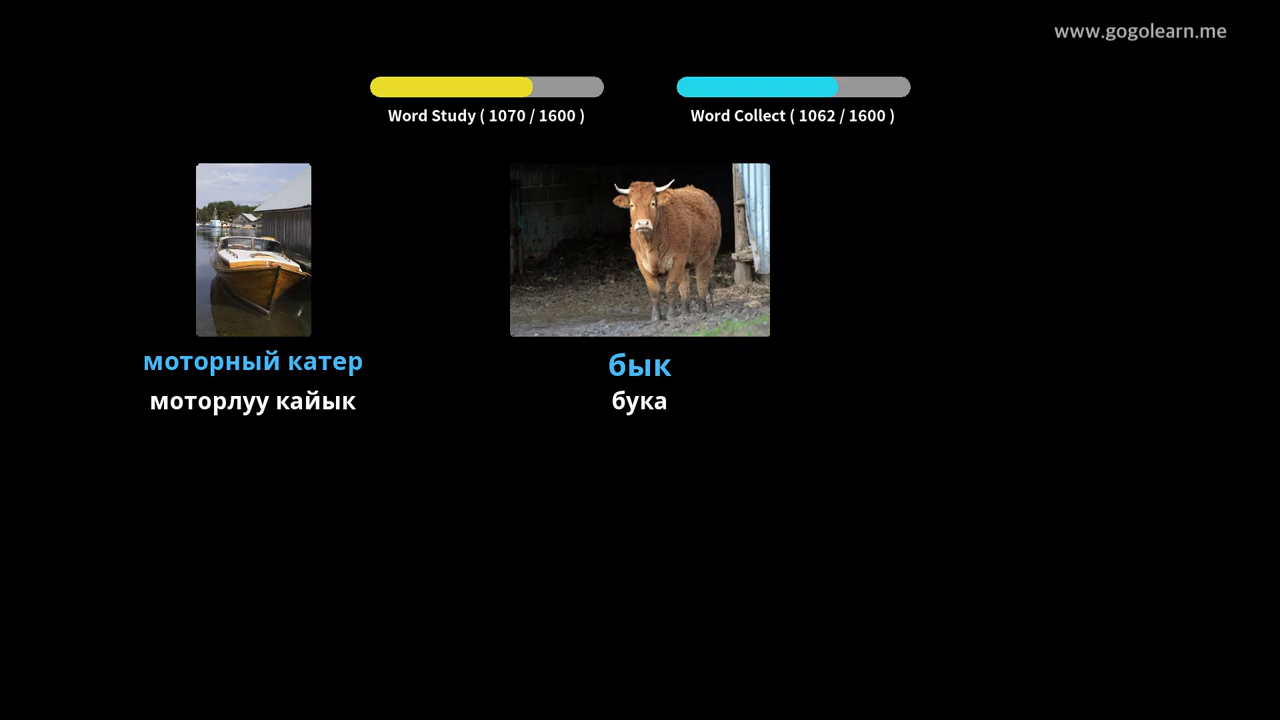 www.gogolearn.me
Word Study ( 1070 / 1600 )
Word Collect ( 1062 / 1600 )
моторный катер
моторлуу кайык
бык
бука